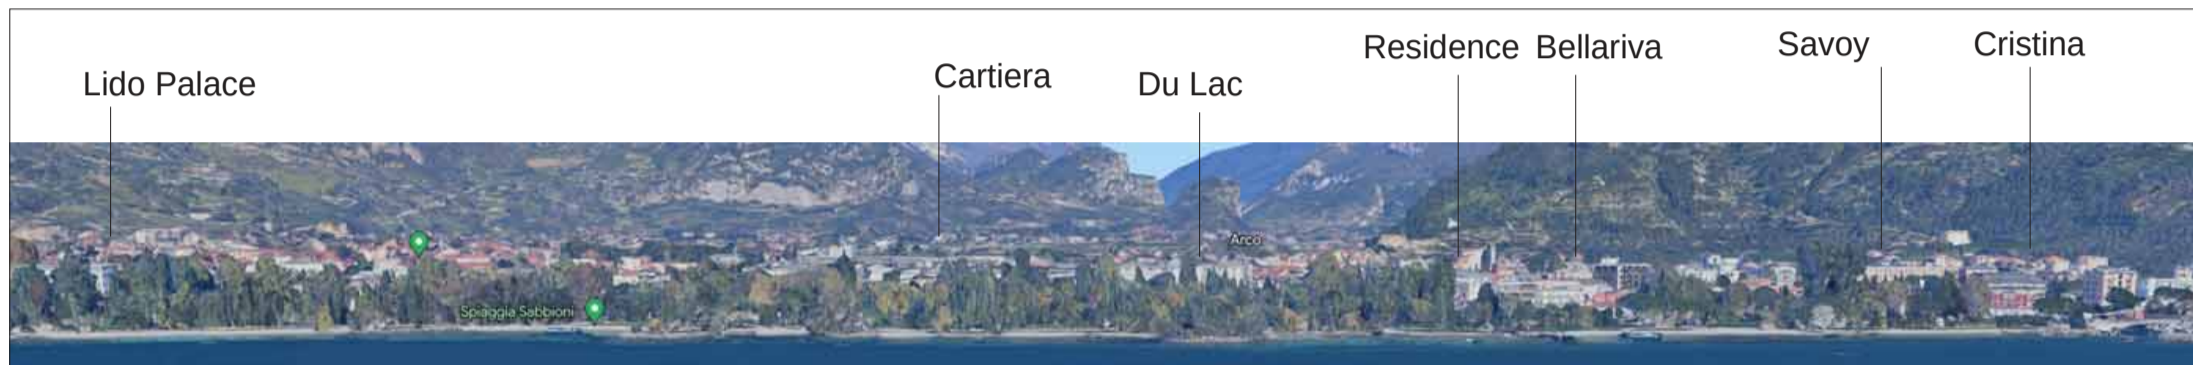 Lido Palace
Cartiera
Du Lac
Residence
Bellariva
Savoy
Cristina
Arco
Spiaggia Sabbioni